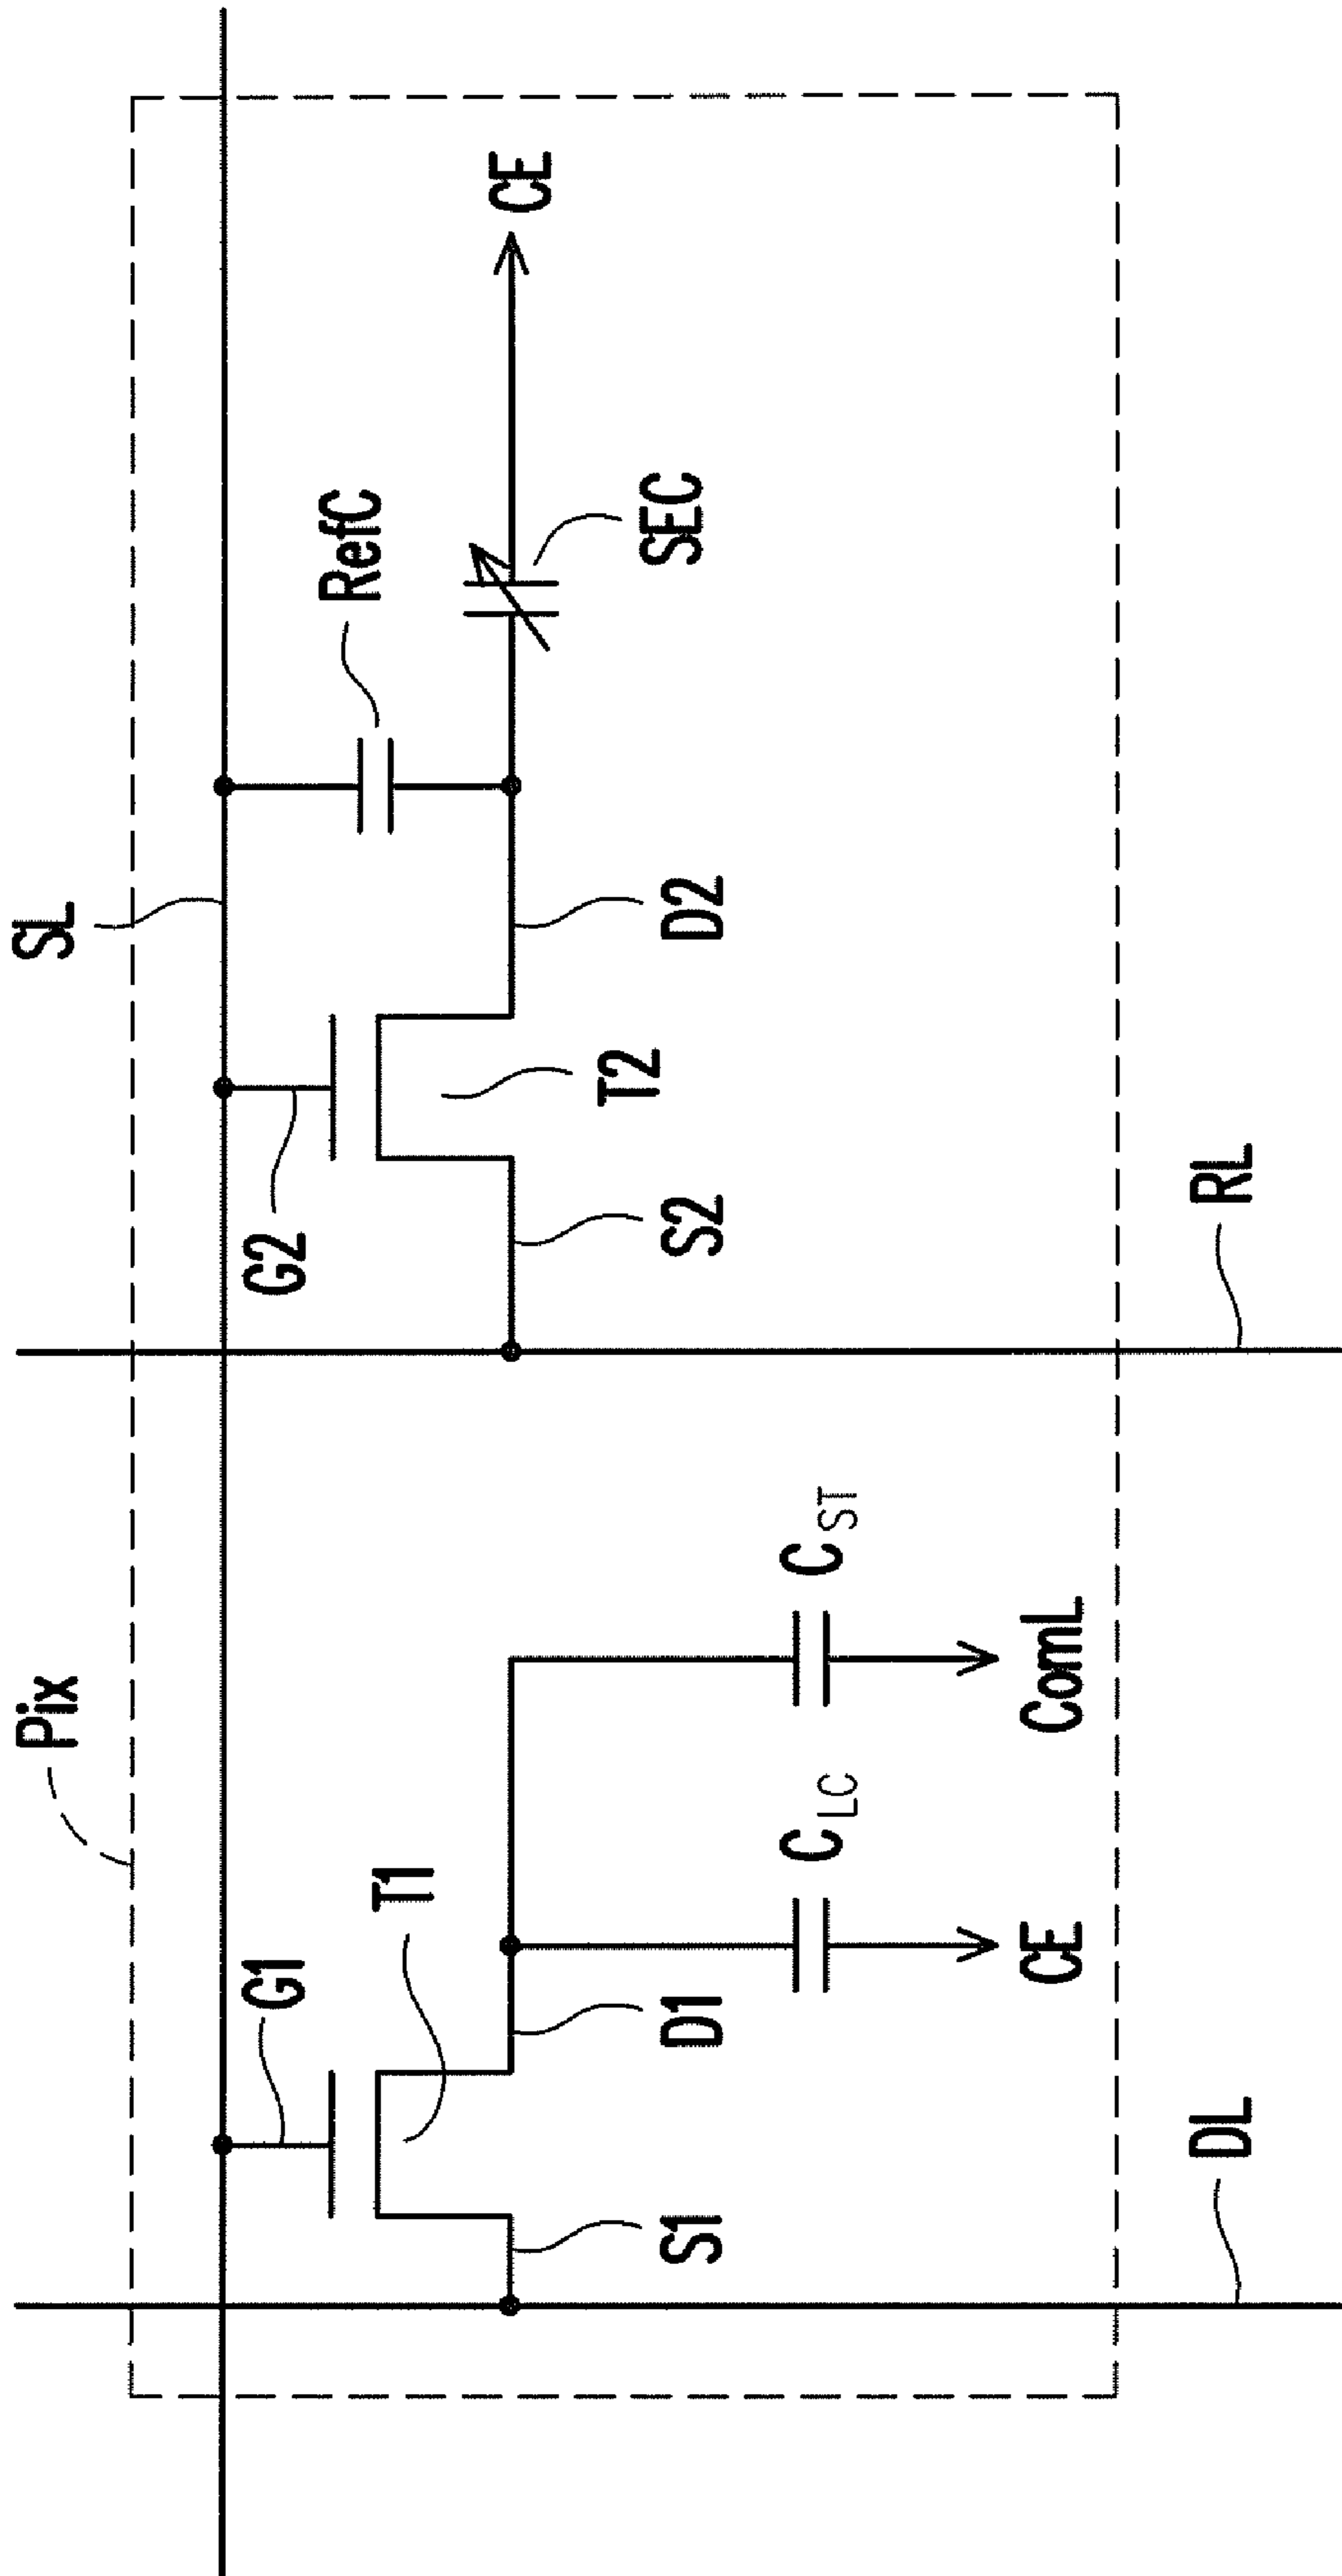 Pix
SL
G1
T1
S1
D1
C_LC
CE
C_ST
ComL
DL
G2
T2
S2
D2
RefC
SEC
CE
RL